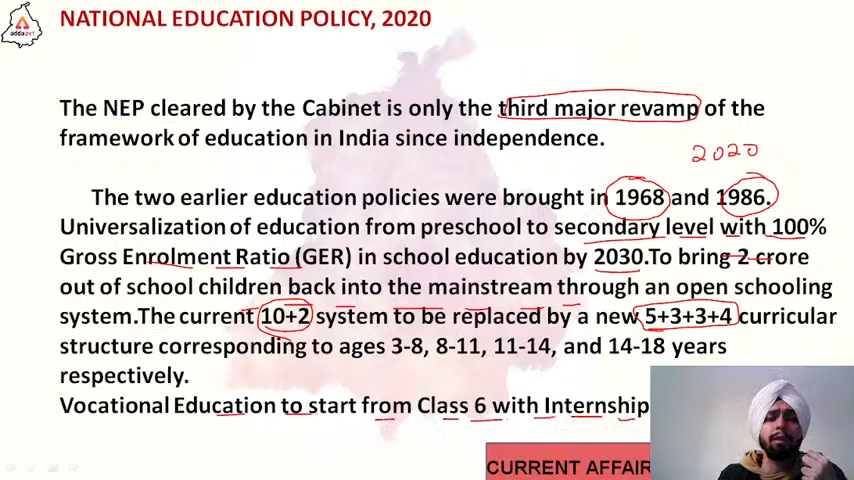 NATIONAL EDUCATION POLICY, 2020
adda247
The NEP cleared by the Cabinet is only the third major revamp of the
framework of education in India since independence.
2020
The two earlier education policies were brought in 1968 and 1986.
Universalization of education from preschool to secondary level with 100%
Gross Enrolment Ratio (GER) in school education by 2030.To bring 2 crore
out of school children back into the mainstream through an open schooling
system.The current 10+2 system to be replaced by a new 5+3+3+4 curricular
structure corresponding to ages 3-8, 8-11, 11-14, and 14-18 years
respectively.
Vocational Education to start from Class 6 with Internship
CURRENT AFFAIR